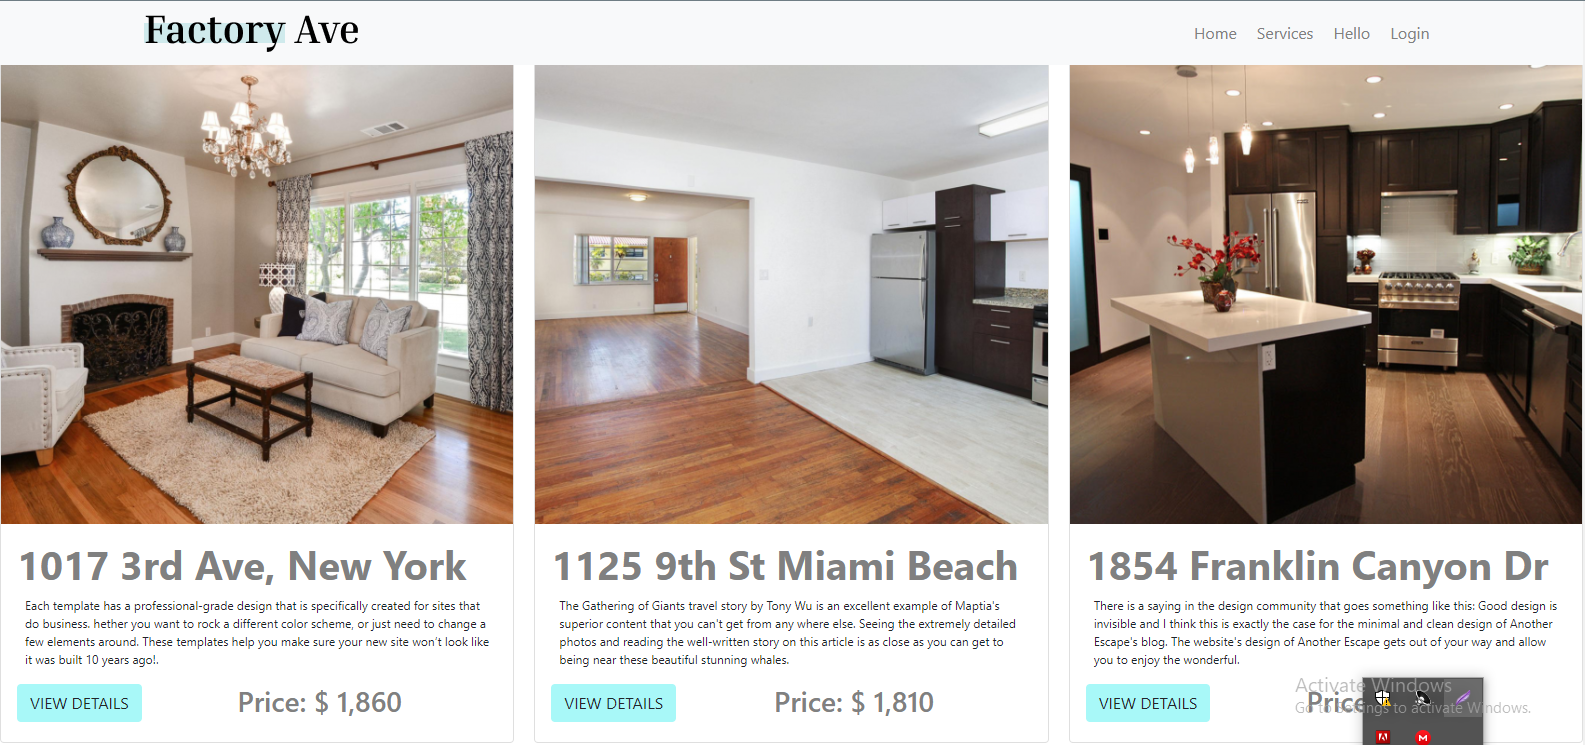 Factory Ave
Home Services Hello Login
1017 3rd Ave, New York
Each template has a professional-grade design that is specifically created for sites that
do business. hether you want to rock a different color scheme, or just need to change a
few elements around. These templates help you make sure your new site won't look like
it was built 10 years ago!.
VIEW DETAILS Price: $ 1,860
1125 9th St Miami Beach
The Gathering of Giants travel story by Tony Wu is an excellent example of Maptia's
superior content that you can't get from any where else. Seeing the extremely detailed
photos and reading the well-written story on this article is as close as you can get to
being near these beautiful stunning whales.
VIEW DETAILS Price: $ 1,810
1854 Franklin Canyon Dr
There is a saying in the design community that goes something like this: Good design is
invisible and I think this is exactly the case for the minimal and clean design of Another
Escape's blog. The website's design of Another Escape gets out of your way and allow
you to enjoy the wonderful.
VIEW DETAILS Price
Activate Windows
Go to Settings to activate Windows.